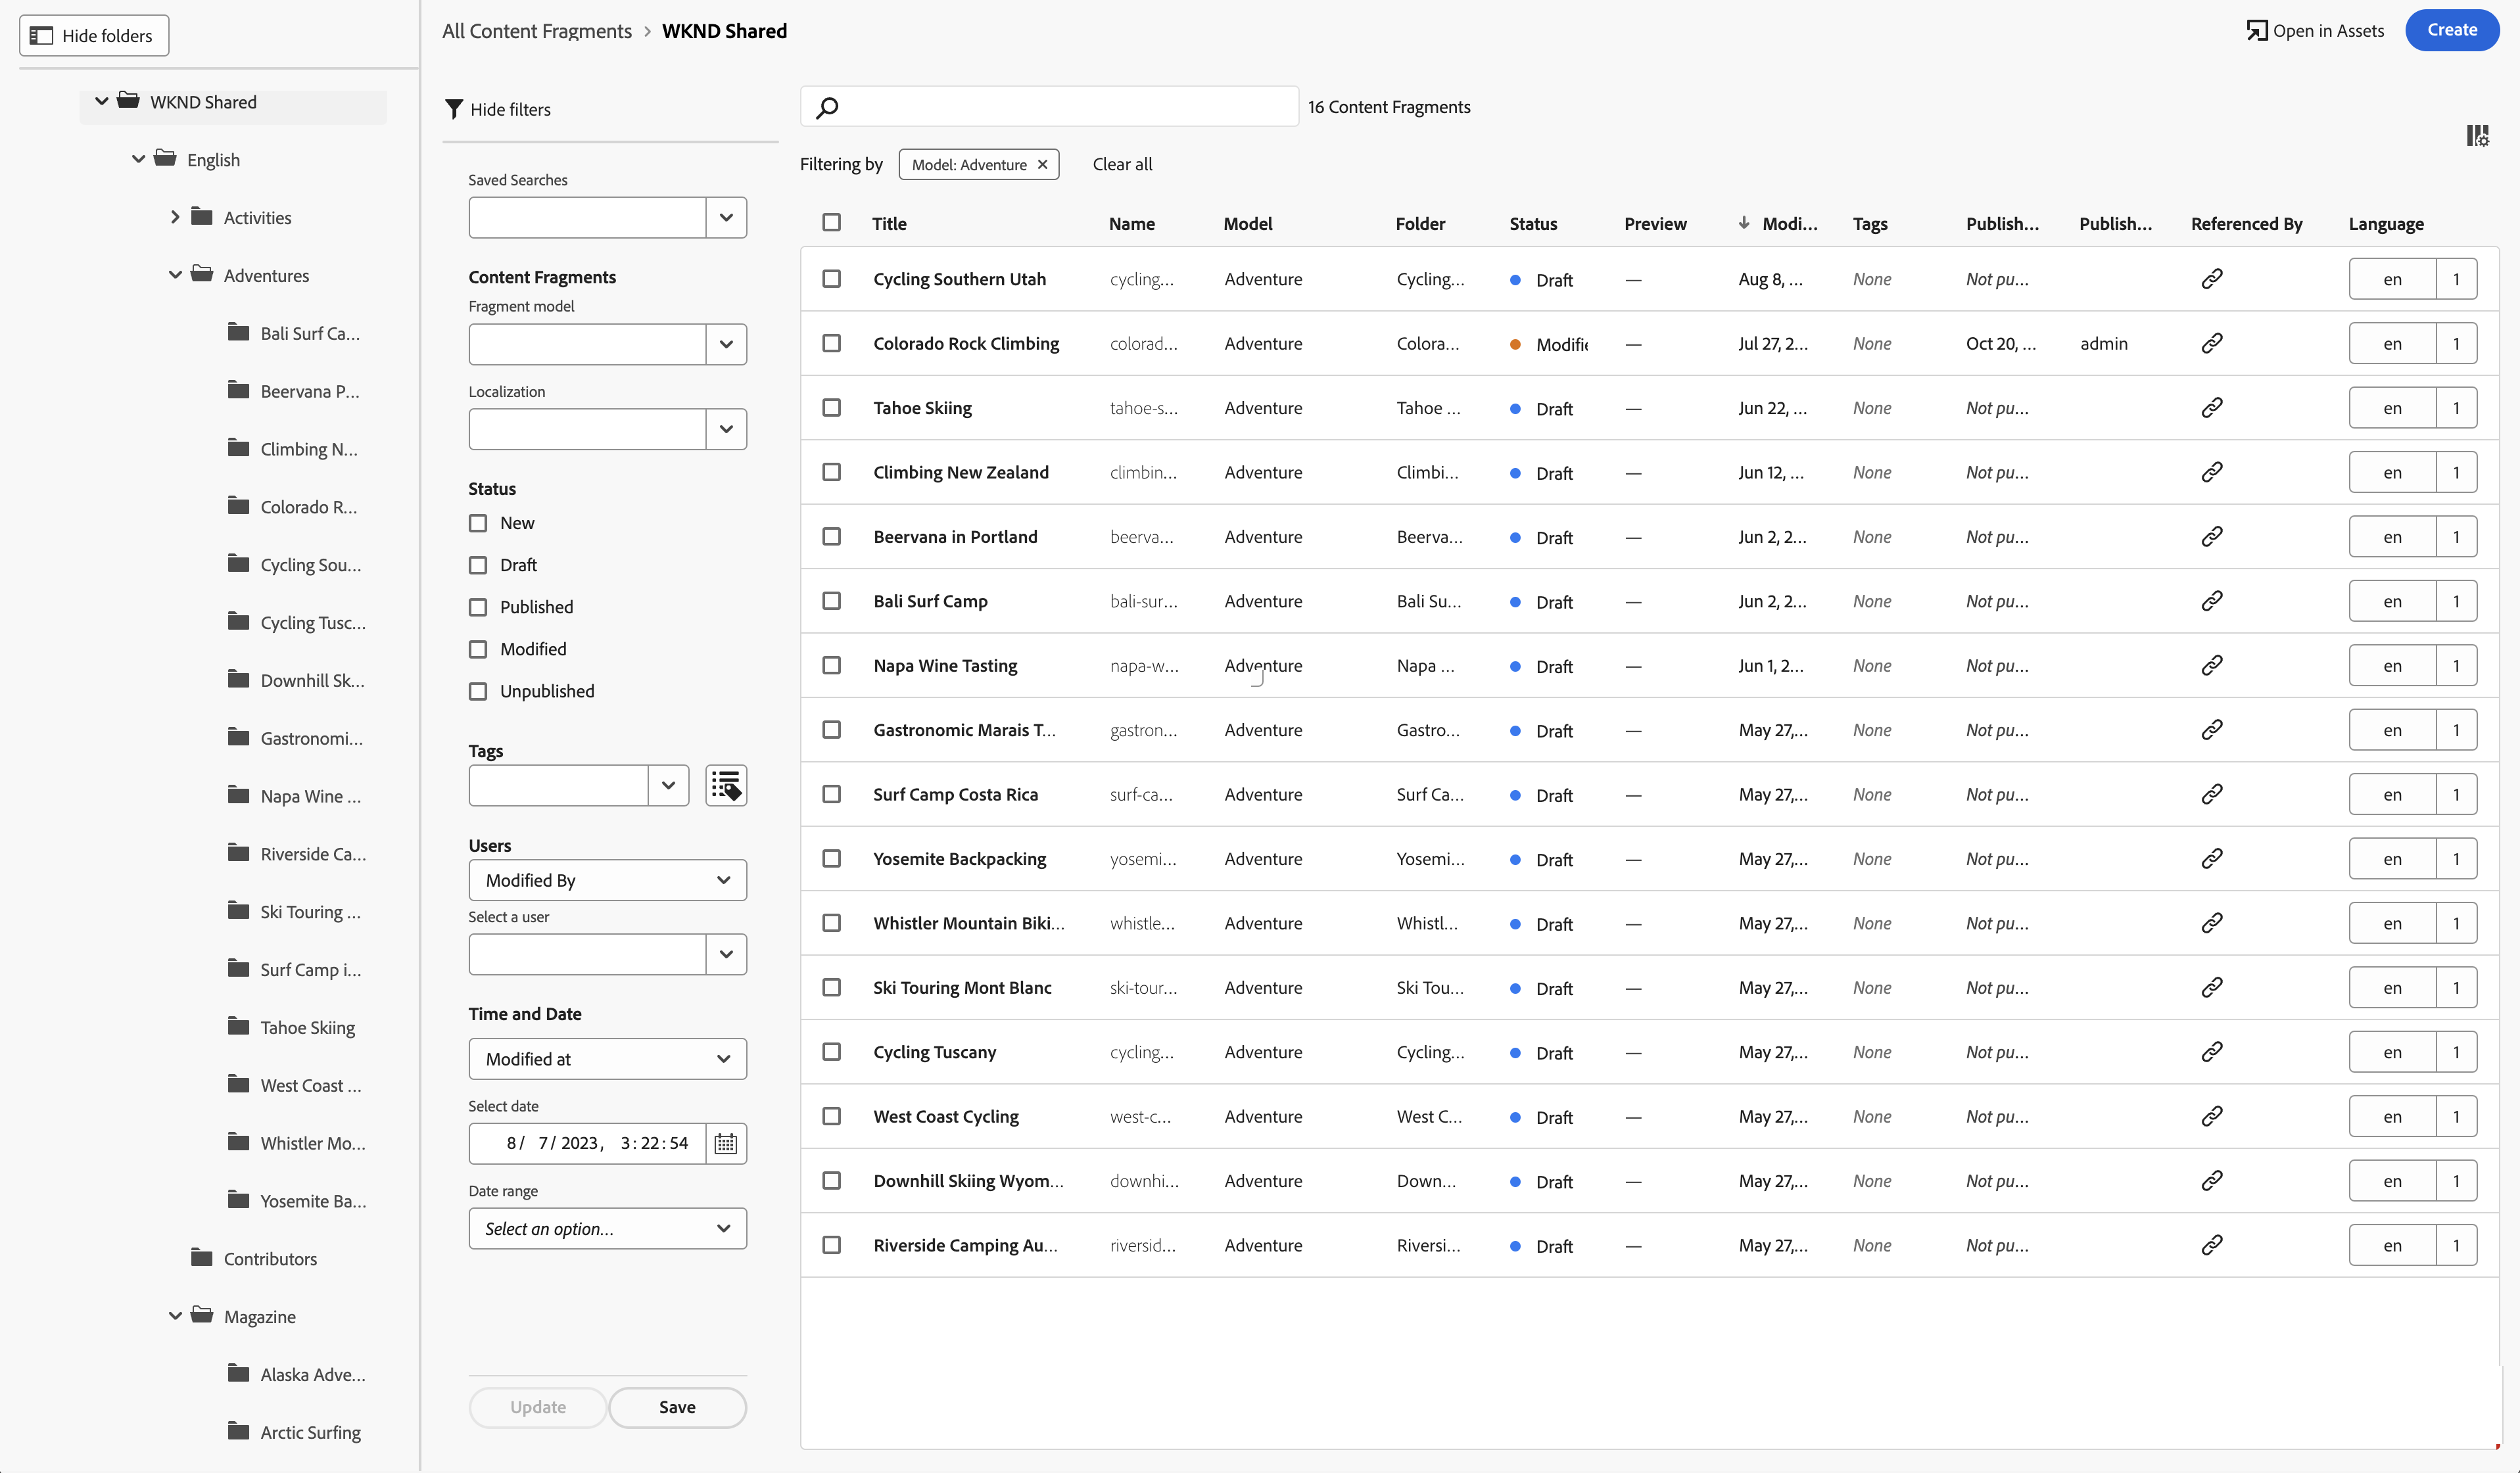 Hide folders
WKND Shared
English
Activities
Adventures
Bali Surf Ca...
Beervana P...
Climbing N...
Colorado R...
Cycling Sou...
Cycling Tusc...
Downhill Sk...
Gastronomi...
Napa Wine ...
Riverside Ca...
Ski Touring ...
Surf Camp i...
Tahoe Skiing
West Coast ...
Whistler Mo...
Yosemite Ba...
Contributors
Magazine
Alaska Adve...
Arctic Surfing
All Content Fragments > WKND Shared
Open in Assets
Create
Hide filters
Saved Searches
Content Fragments
Fragment model
Localization
Status
New
Draft
Published
Modified
Unpublished
Tags
Users
Modified By
Select a user
Time and Date
Modified at
Select date
8/ 7/2023, 3:22:54
Date range
Select an option...
Update
Save
16 Content Fragments
Filtering by Model: Adventure × Clear all
Title Name Model Folder Status Preview Modi... Tags Publish... Publish... Referenced By Language
Cycling Southern Utah cycling... Adventure Cycling... Draft — Aug 8, ... None Not pu... en 1
Colorado Rock Climbing colorad... Adventure Colora... Modifie — Jul 27, 2... None Oct 20, ... admin en 1
Tahoe Skiing tahoe-s... Adventure Tahoe ... Draft — Jun 22, ... None Not pu... en 1
Climbing New Zealand climbin... Adventure Climbi... Draft — Jun 12, ... None Not pu... en 1
Beervana in Portland beerva... Adventure Beerva... Draft — Jun 2, 2... None Not pu... en 1
Bali Surf Camp bali-sur... Adventure Bali Su... Draft — Jun 2, 2... None Not pu... en 1
Napa Wine Tasting napa-w... Adventure Napa ... Draft — Jun 1, 2... None Not pu... en 1
Gastronomic Marais T... gastron... Adventure Gastro... Draft — May 27,... None Not pu... en 1
Surf Camp Costa Rica surf-ca... Adventure Surf Ca... Draft — May 27,... None Not pu... en 1
Yosemite Backpacking yosemi... Adventure Yosemi... Draft — May 27,... None Not pu... en 1
Whistler Mountain Biki... whistle... Adventure Whistl... Draft — May 27,... None Not pu... en 1
Ski Touring Mont Blanc ski-tour... Adventure Ski Tou... Draft — May 27,... None Not pu... en 1
Cycling Tuscany cycling... Adventure Cycling... Draft — May 27,... None Not pu... en 1
West Coast Cycling west-c... Adventure West C... Draft — May 27,... None Not pu... en 1
Downhill Skiing Wyom... downhi... Adventure Down... Draft — May 27,... None Not pu... en 1
Riverside Camping Au... riversid... Adventure Riversi... Draft — May 27,... None Not pu... en 1